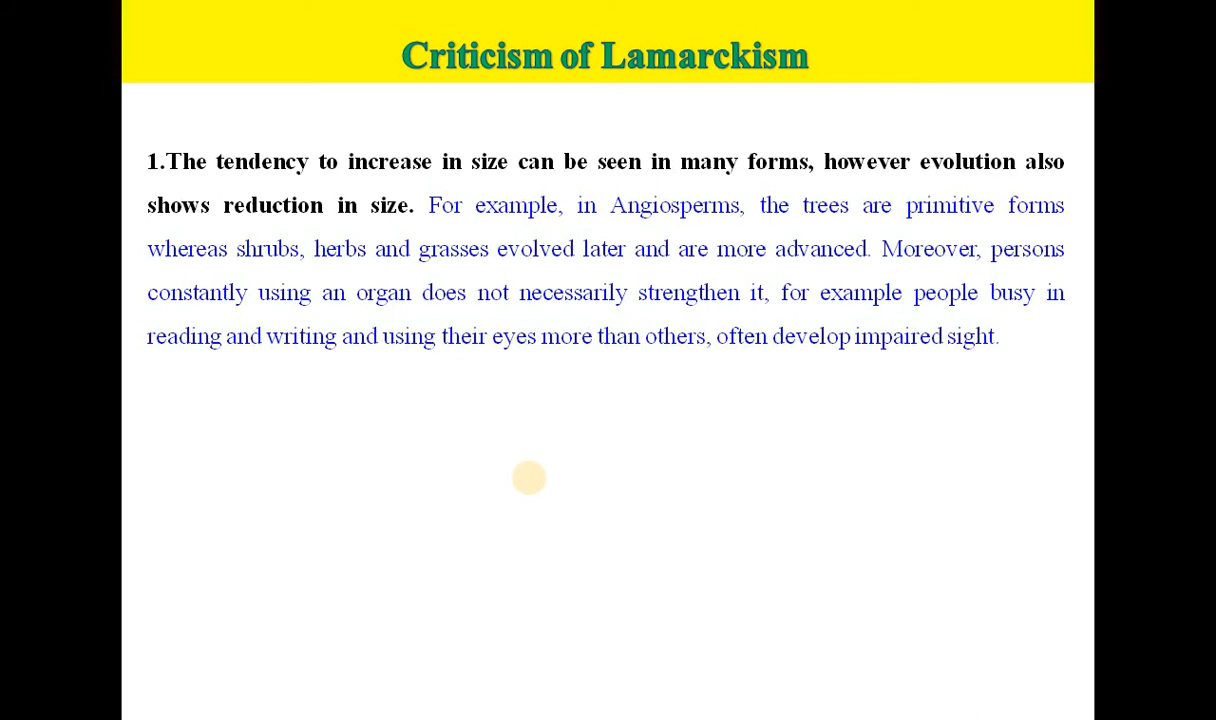 Criticism of Lamarckism
1.The tendency to increase in size can be seen in many forms, however evolution also
shows reduction in size. For example, in Angiosperms, the trees are primitive forms
whereas shrubs, herbs and grasses evolved later and are more advanced. Moreover, persons
constantly using an organ does not necessarily strengthen it, for example people busy in
reading and writing and using their eyes more than others, often develop impaired sight.